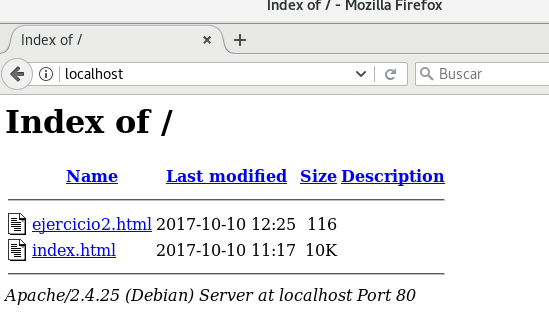 Index of / - Mozilla Firefox
Index of /
localhost
Buscar
Index of /
Name Last modified Size Description
ejercicio2.html 2017-10-10 12:25 116
index.html 2017-10-10 11:17 10K
Apache/2.4.25 (Debian) Server at localhost Port 80